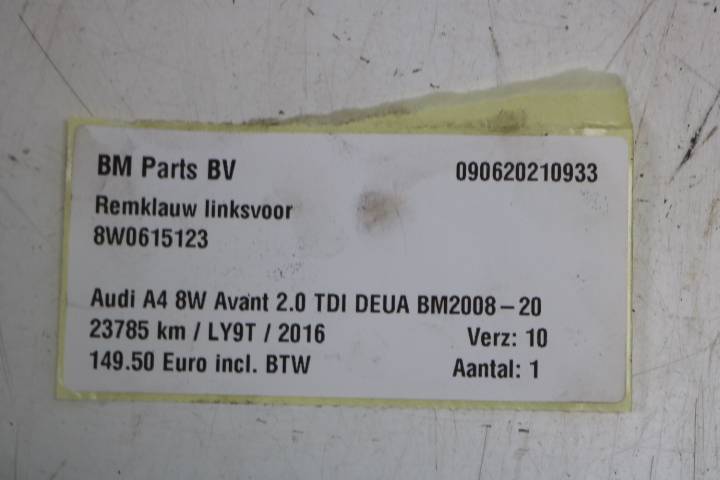 BM Parts BV 090620210933
Remklauw linksvoor
8W0615123
Audi A4 8W Avant 2.0 TDI DEUA BM2008-20
23785 km / LY9T / 2016 Verz: 10
149.50 Euro incl. BTW Aantal: 1